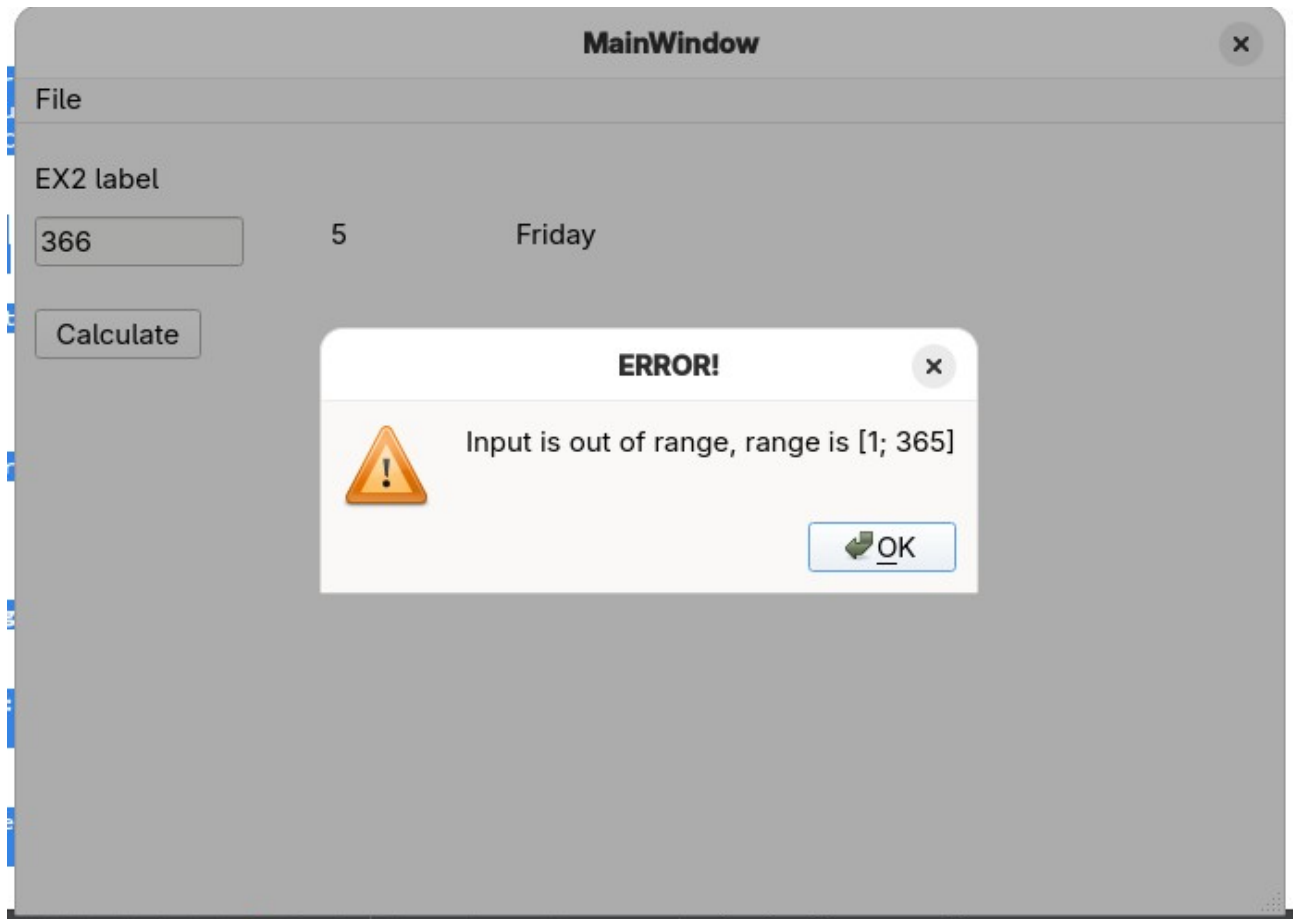 MainWindow
File
EX2 label
366 5 Friday
Calculate
ERROR!
Input is out of range, range is [1; 365]
OK